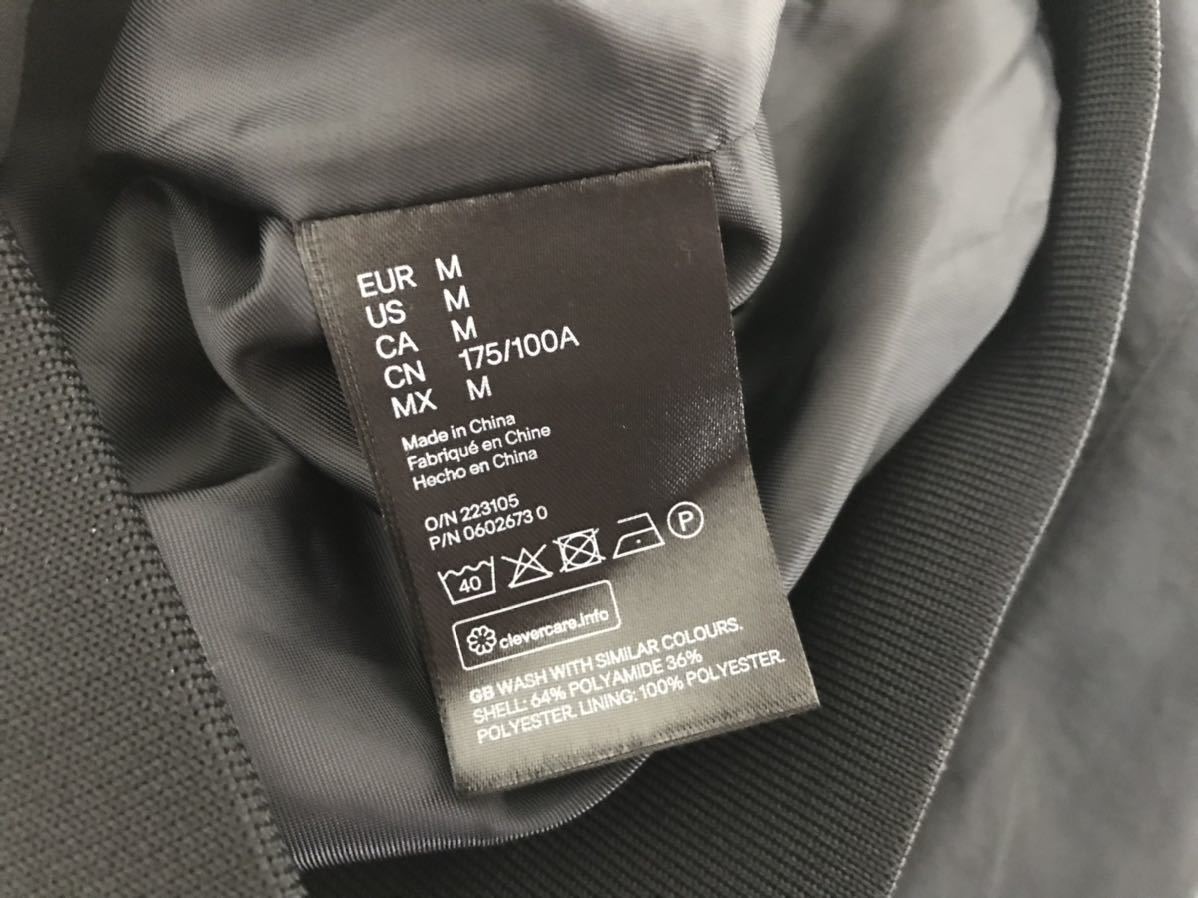 EUR M
US M
CA M
CN 175/100A
MX M
Made in China
Fabriqué en Chine
Hecho en China
O/N 223105
P/N 0602673 0
40 P
clevercare.info
GB WASH WITH SIMILAR COLOURS.
SHELL: 64% POLYAMIDE 36%
POLYESTER. LINING: 100% POLYESTER.